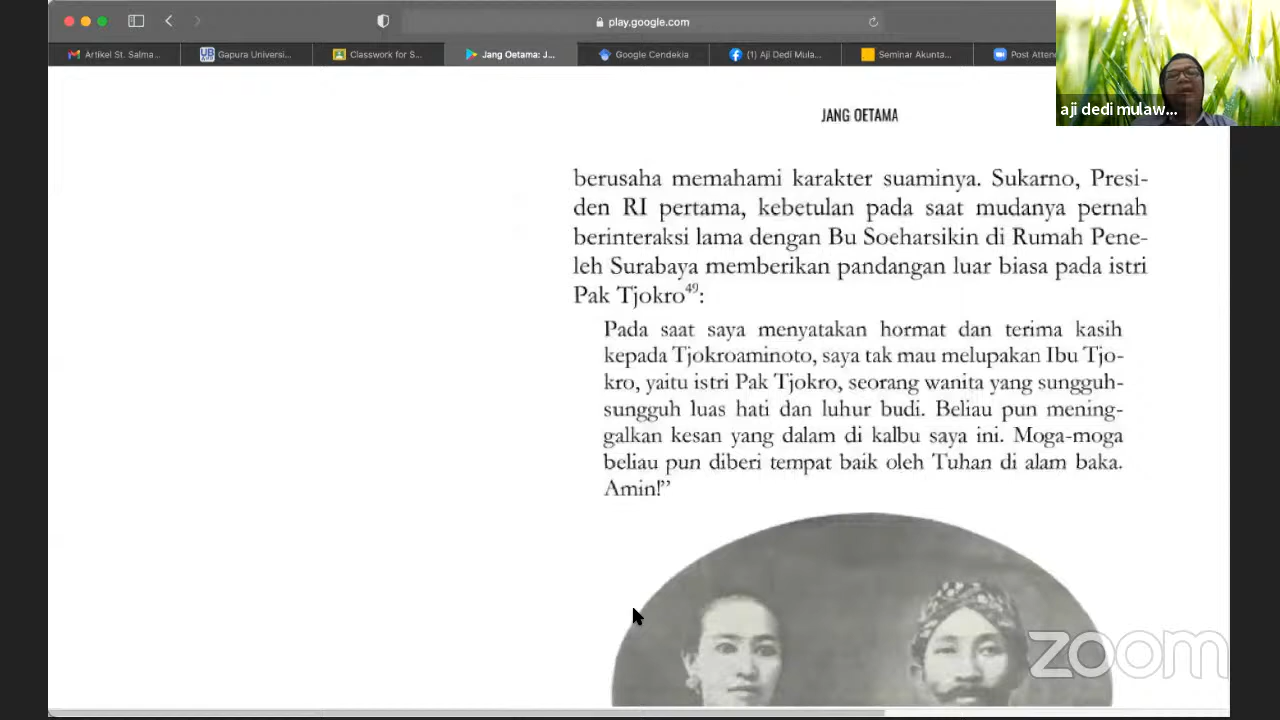 play.google.com
Artikel St. Salma...
Gapura Universi...
Classwork for S...
Jang Oetama: J...
Google Cendekia
(1) Aji Dedi Mula...
Seminar Akunta...
Post Attend
aji dedi mulaw...
JANG OETAMA
berusaha memahami karakter suaminya. Sukarno, Presi-
den RI pertama, kebetulan pada saat mudanya pernah
berinteraksi lama dengan Bu Soeharsikin di Rumah Pene-
leh Surabaya memberikan pandangan luar biasa pada istri
Pak Tjokro49:
Pada saat saya menyatakan hormat dan terima kasih
kepada Tjokroaminoto, saya tak mau melupakan Ibu Tjo-
kro, yaitu istri Pak Tjokro, seorang wanita yang sungguh-
sungguh luas hati dan luhur budi. Beliau pun mening-
galkan kesan yang dalam di kalbu saya ini. Moga-moga
beliau pun diberi tempat baik oleh Tuhan di alam baka.
Amin!”
zoom